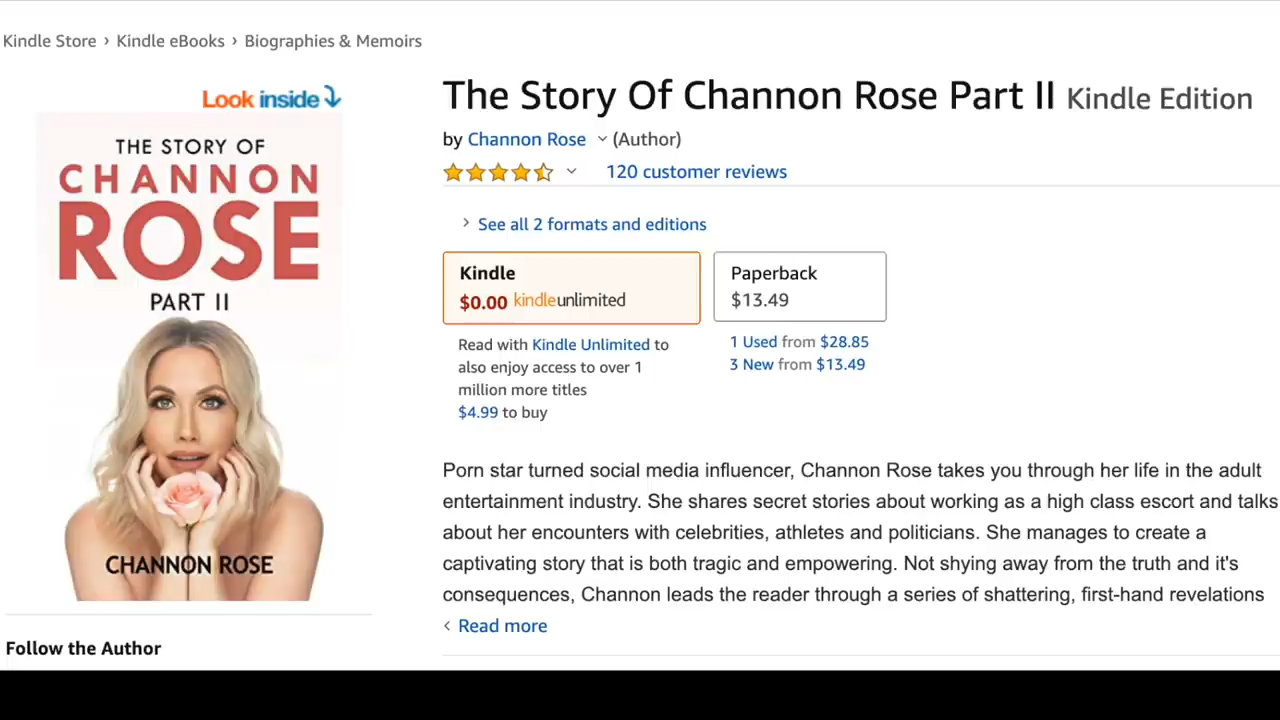 Kindle Store › Kindle eBooks › Biographies & Memoirs
Look inside
THE STORY OF
CHANNON
ROSE
PART II
CHANNON ROSE
Follow the Author
The Story Of Channon Rose Part II Kindle Edition
by Channon Rose (Author)
120 customer reviews
See all 2 formats and editions
Kindle
$0.00 kindleunlimited
Read with Kindle Unlimited to
also enjoy access to over 1
million more titles
$4.99 to buy
Paperback
$13.49
1 Used from $28.85
3 New from $13.49
Porn star turned social media influencer, Channon Rose takes you through her life in the adult
entertainment industry. She shares secret stories about working as a high class escort and talks
about her encounters with celebrities, athletes and politicians. She manages to create a
captivating story that is both tragic and empowering. Not shying away from the truth and it's
consequences, Channon leads the reader through a series of shattering, first-hand revelations
Read more